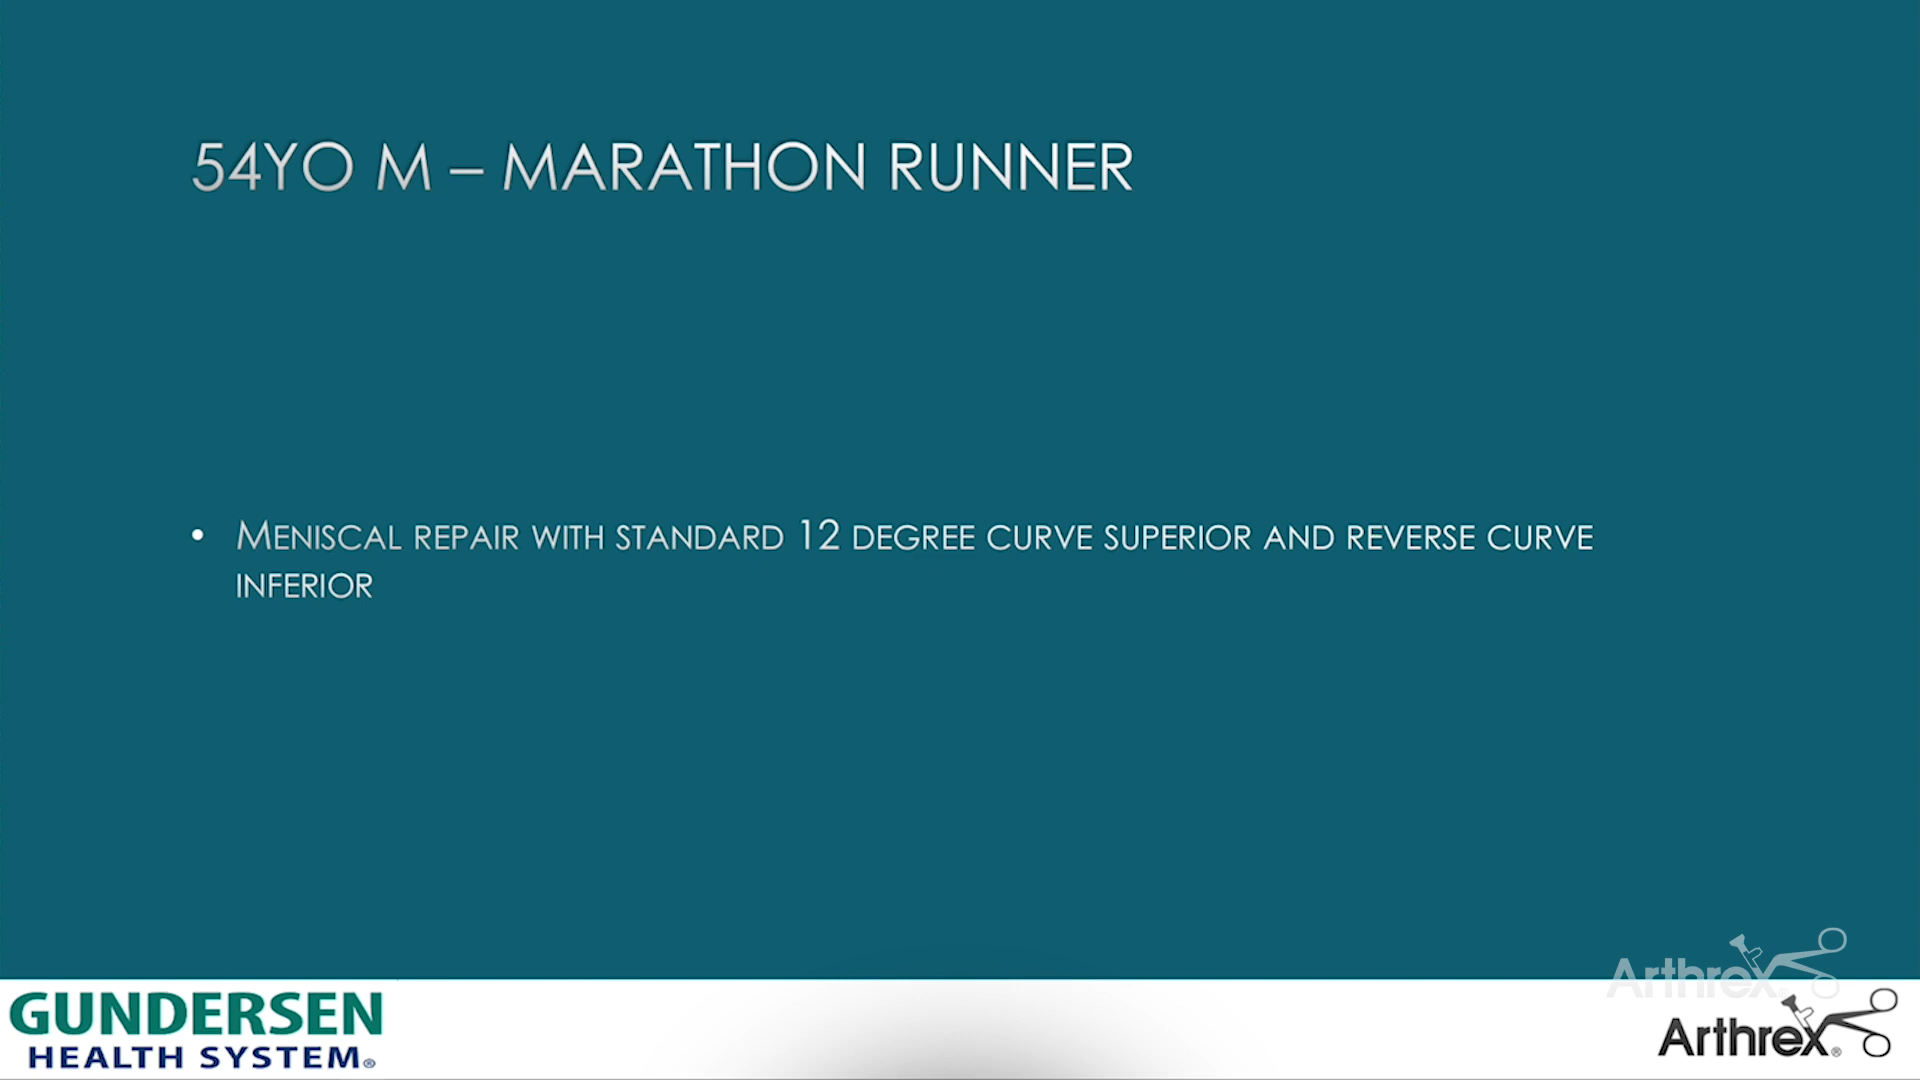 54YO M – MARATHON RUNNER
• MENISCAL REPAIR WITH STANDARD 12 DEGREE CURVE SUPERIOR AND REVERSE CURVE
INFERIOR
Arthrex
GUNDERSEN
HEALTH SYSTEM®
Arthrex®